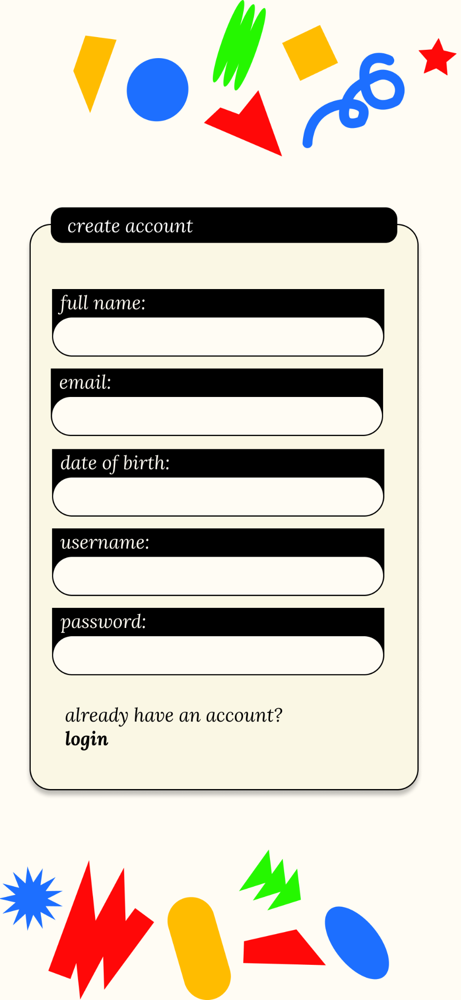 create account
full name:
email:
date of birth:
username:
password:
already have an account?
login